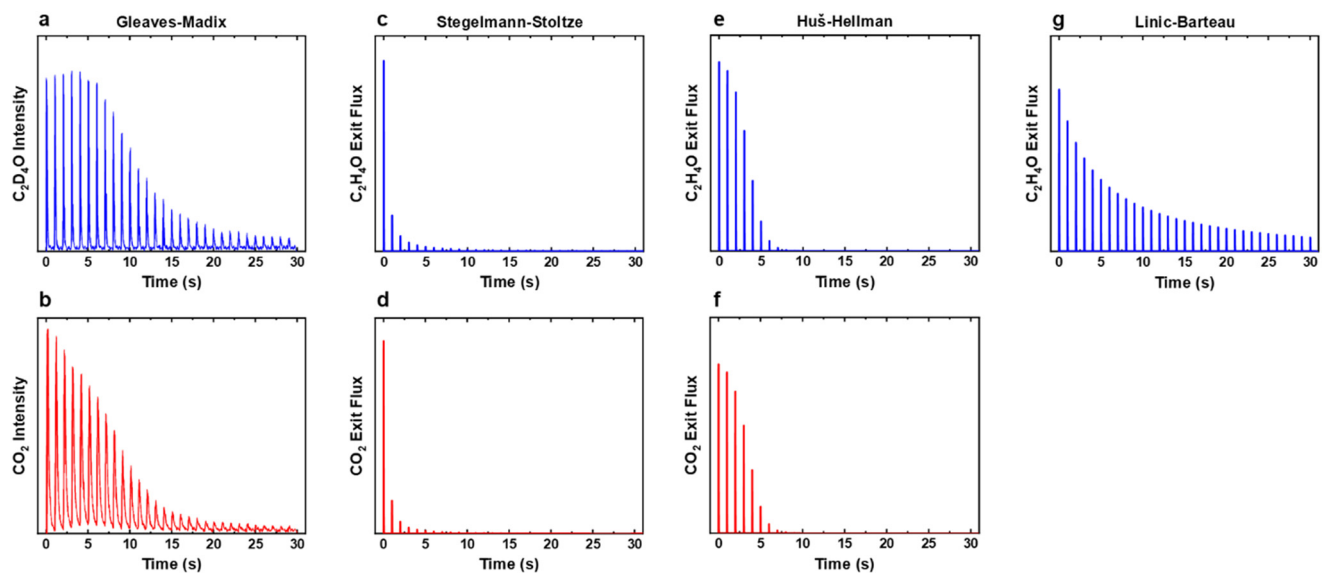 a
Gleaves-Madix
C₂D₄O Intensity
0 5 10 15 20 25 30
Time (s)
c
Stegelmann-Stoltze
C₂H₄O Exit Flux
0 5 10 15 20 25 30
Time (s)
e
Huš-Hellman
C₂H₄O Exit Flux
0 5 10 15 20 25 30
Time (s)
g
Linic-Barteau
C₂H₄O Exit Flux
0 5 10 15 20 25 30
Time (s)
b
CO₂ Intensity
0 5 10 15 20 25 30
Time (s)
d
CO₂ Exit Flux
0 5 10 15 20 25 30
Time (s)
f
CO₂ Exit Flux
0 5 10 15 20 25 30
Time (s)